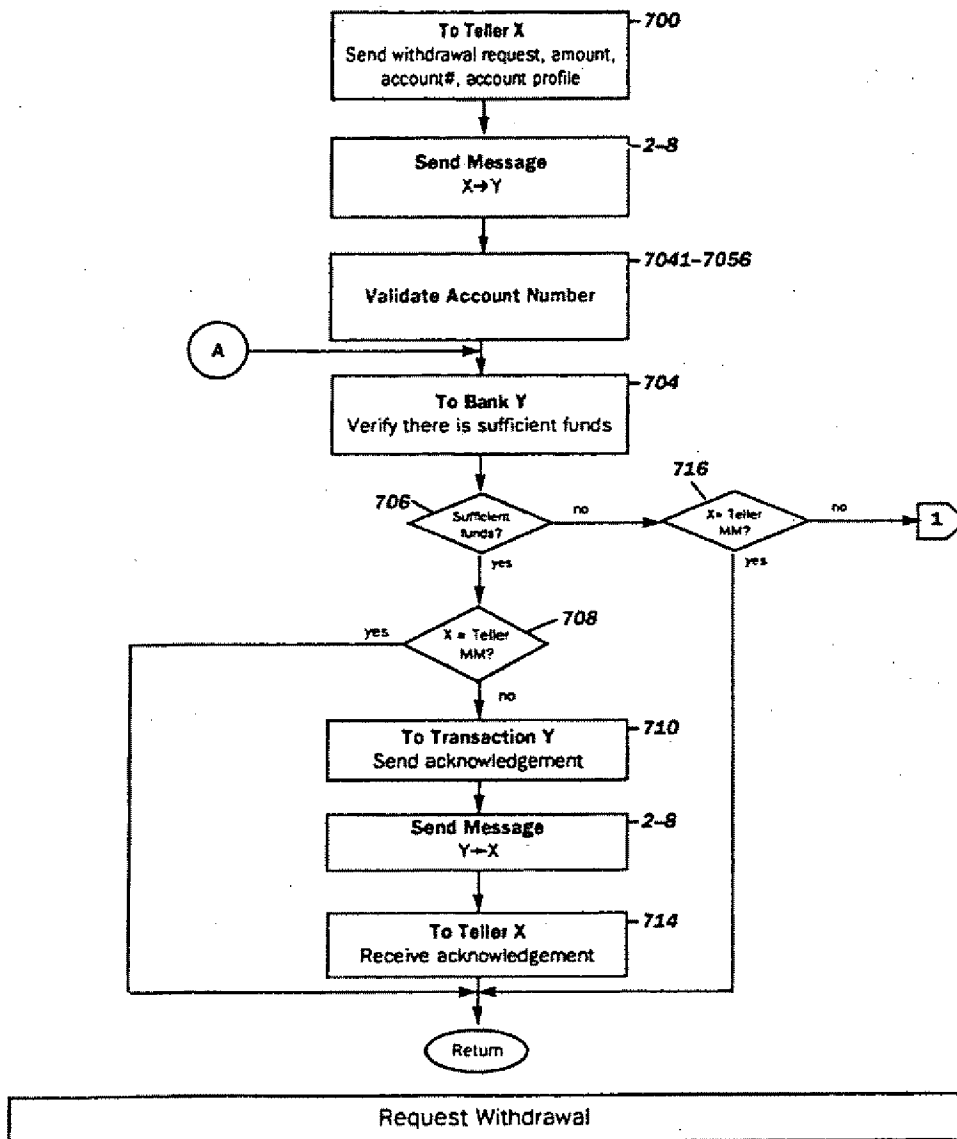 700
To Teller X
Send withdrawal request, amount,
account#, account profile
2-8
Send Message
X→Y
7041-7056
Validate Account Number
A
704
To Bank Y
Verify there is sufficient funds
706
Sufficient
funds?
no
716
X= Teller
MM?
no
1
yes
yes
708
X = Teller
MM?
yes
no
710
To Transaction Y
Send acknowledgement
2-8
Send Message
Y→X
714
To Teller X
Receive acknowledgement
Return
Request Withdrawal